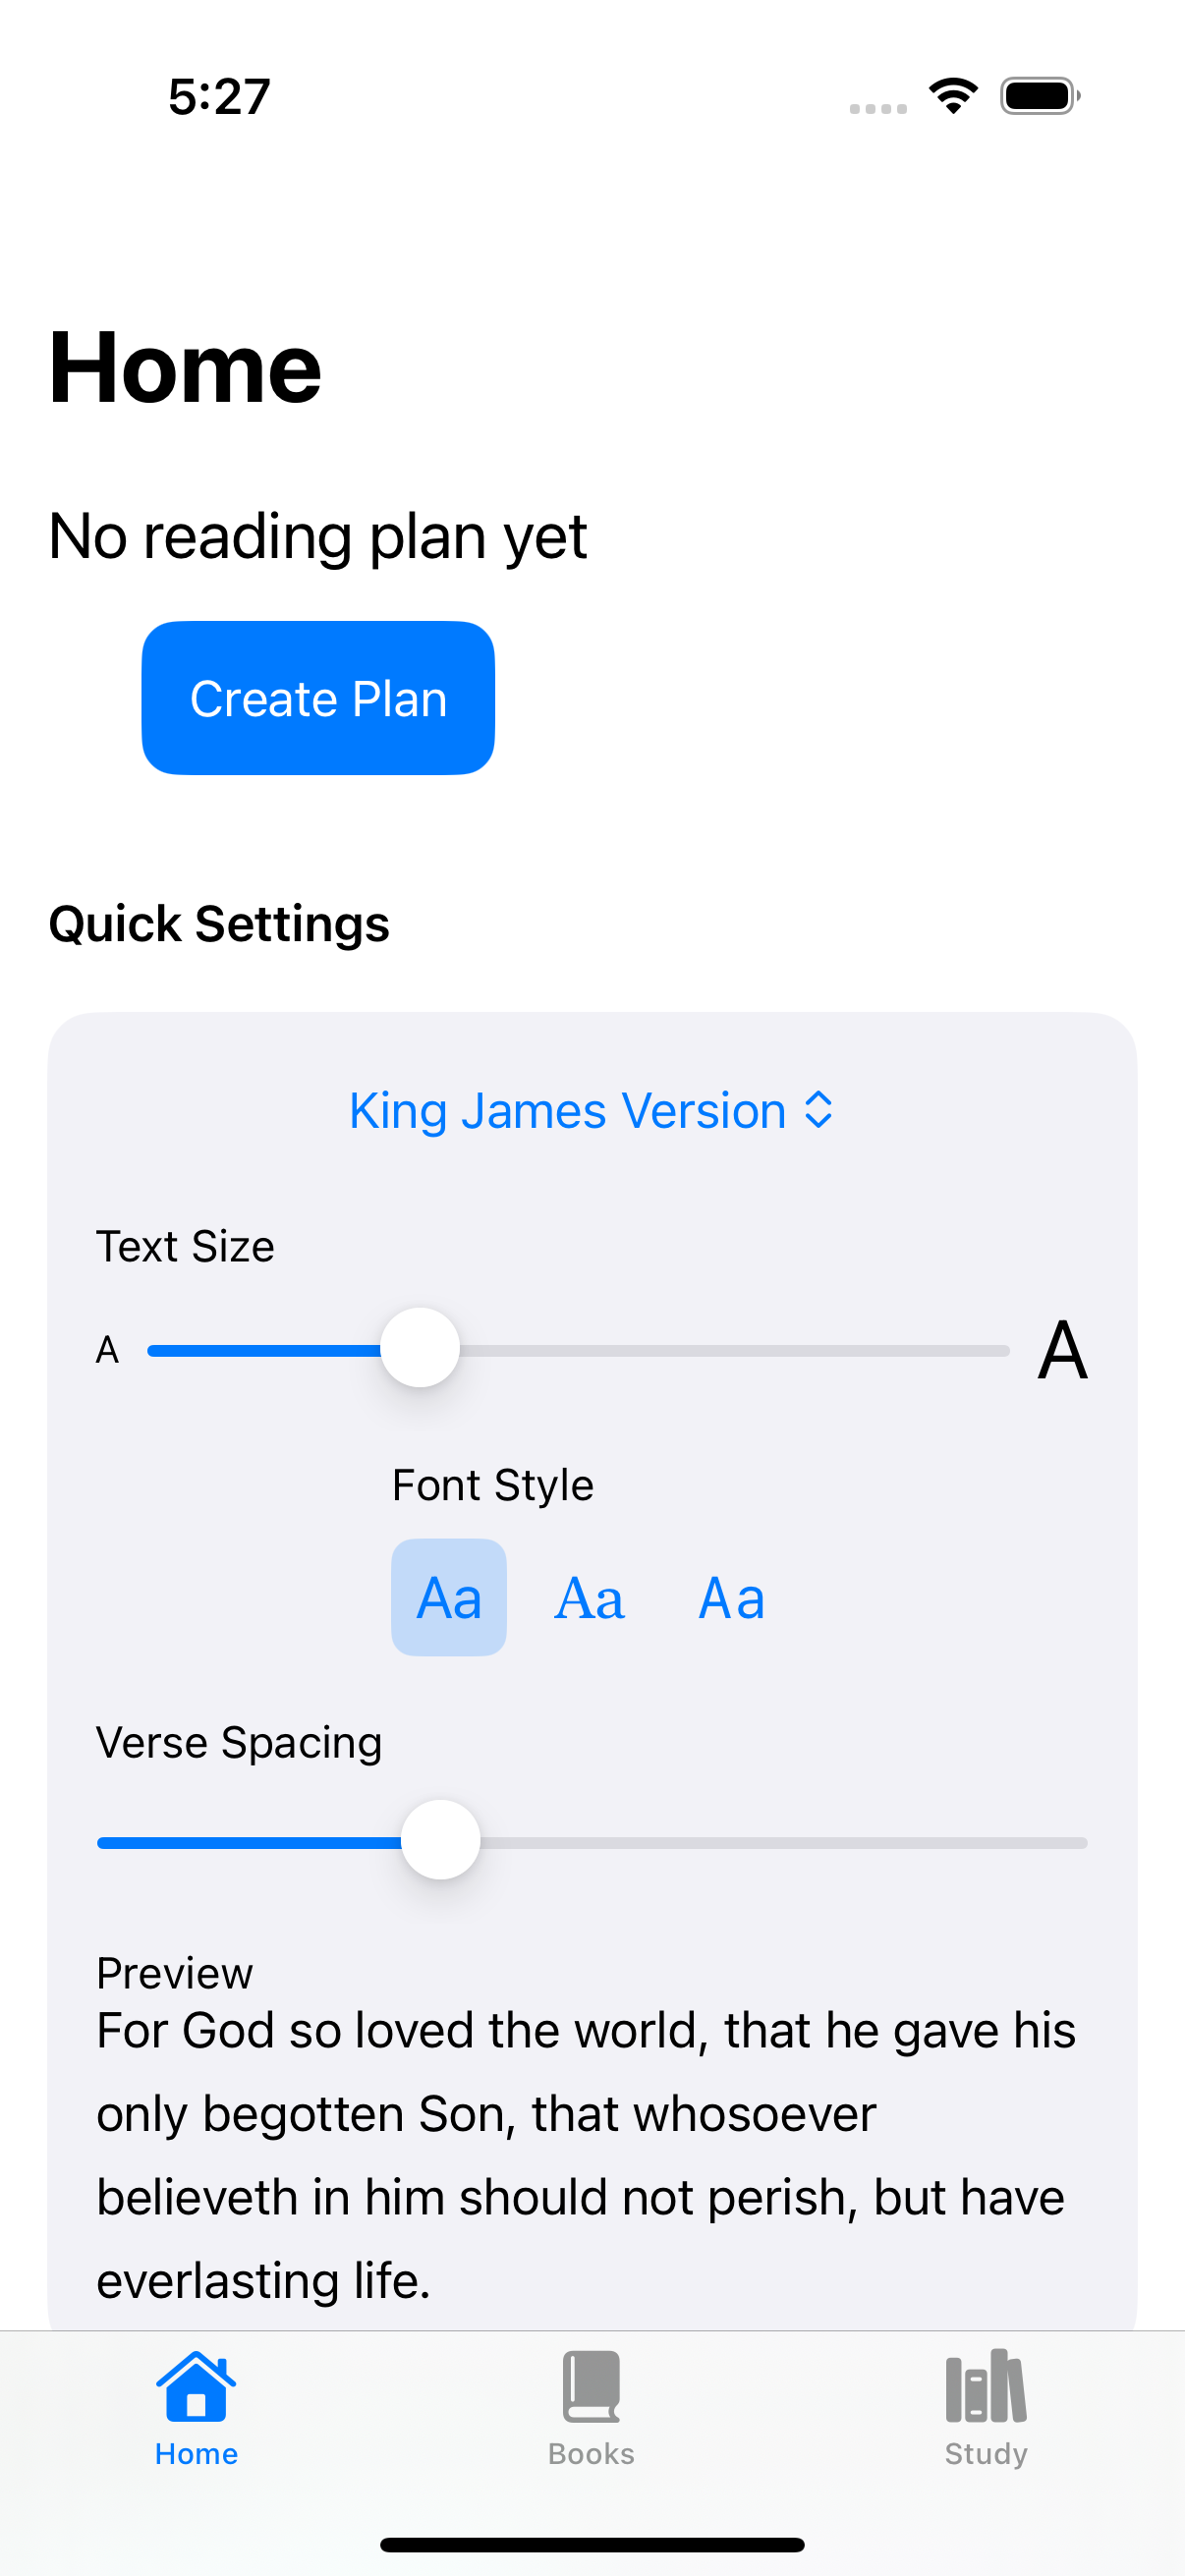 5:27
Home
No reading plan yet
Create Plan
Quick Settings
King James Version
Text Size
A A
Font Style
Aa Aa Aa
Verse Spacing
Preview
For God so loved the world, that he gave his
only begotten Son, that whosoever
believeth in him should not perish, but have
everlasting life.
Home Books Study